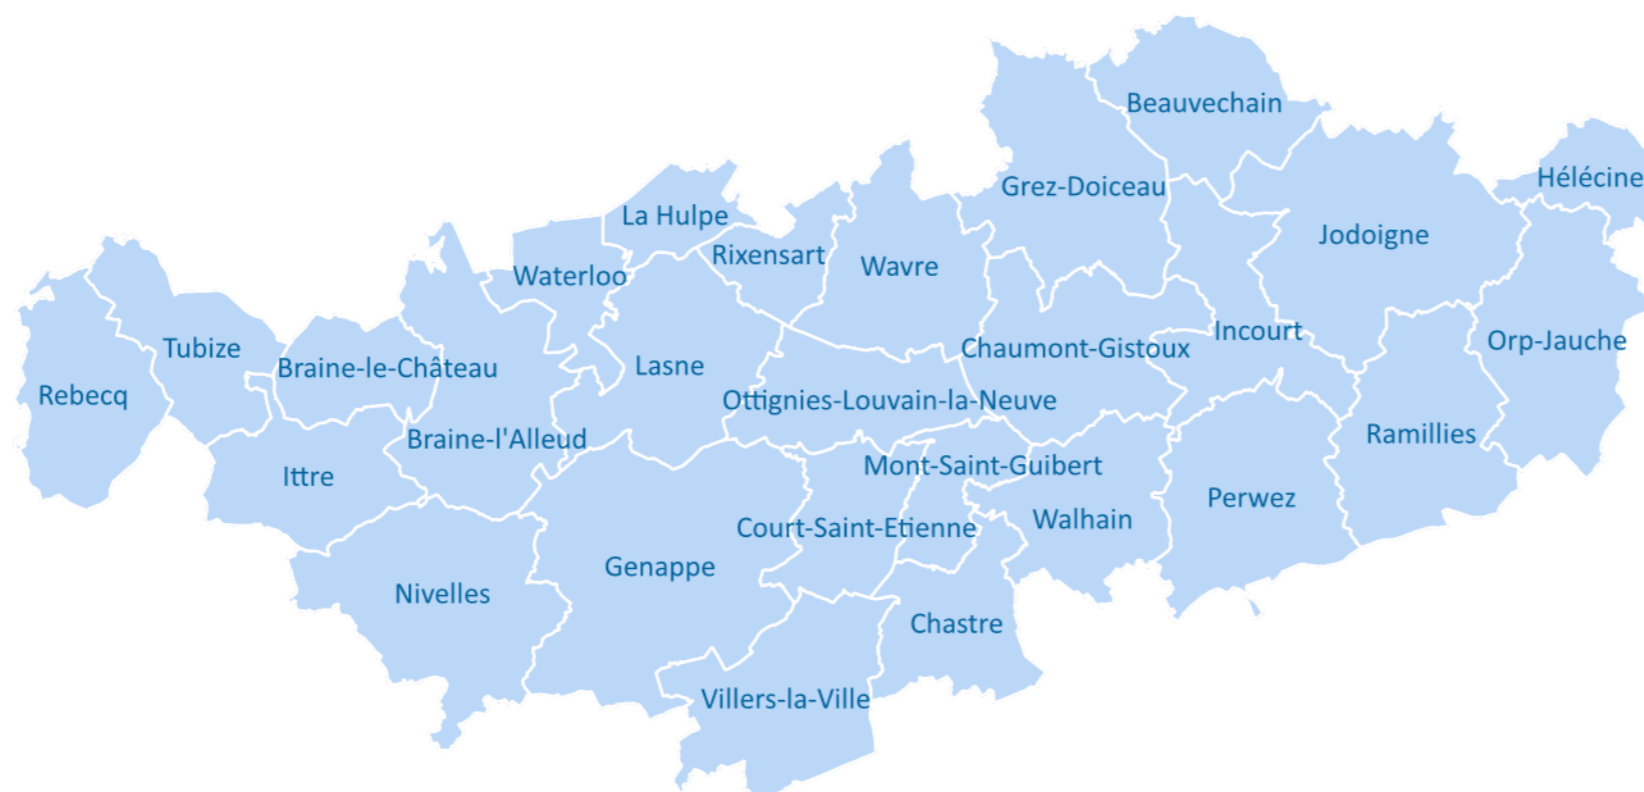 Beauvechain
Hélécine
Grez-Doiceau
La Hulpe
Jodoigne
Rixensart
Wavre
Waterloo
Incourt
Orp-Jauche
Tubize
Chaumont-Gistoux
Braine-le-Château
Lasne
Rebecq
Ottignies-Louvain-la-Neuve
Ramillies
Braine-l'Alleud
Mont-Saint-Guibert
Ittre
Perwez
Walhain
Court-Saint-Etienne
Genappe
Nivelles
Chastre
Villers-la-Ville